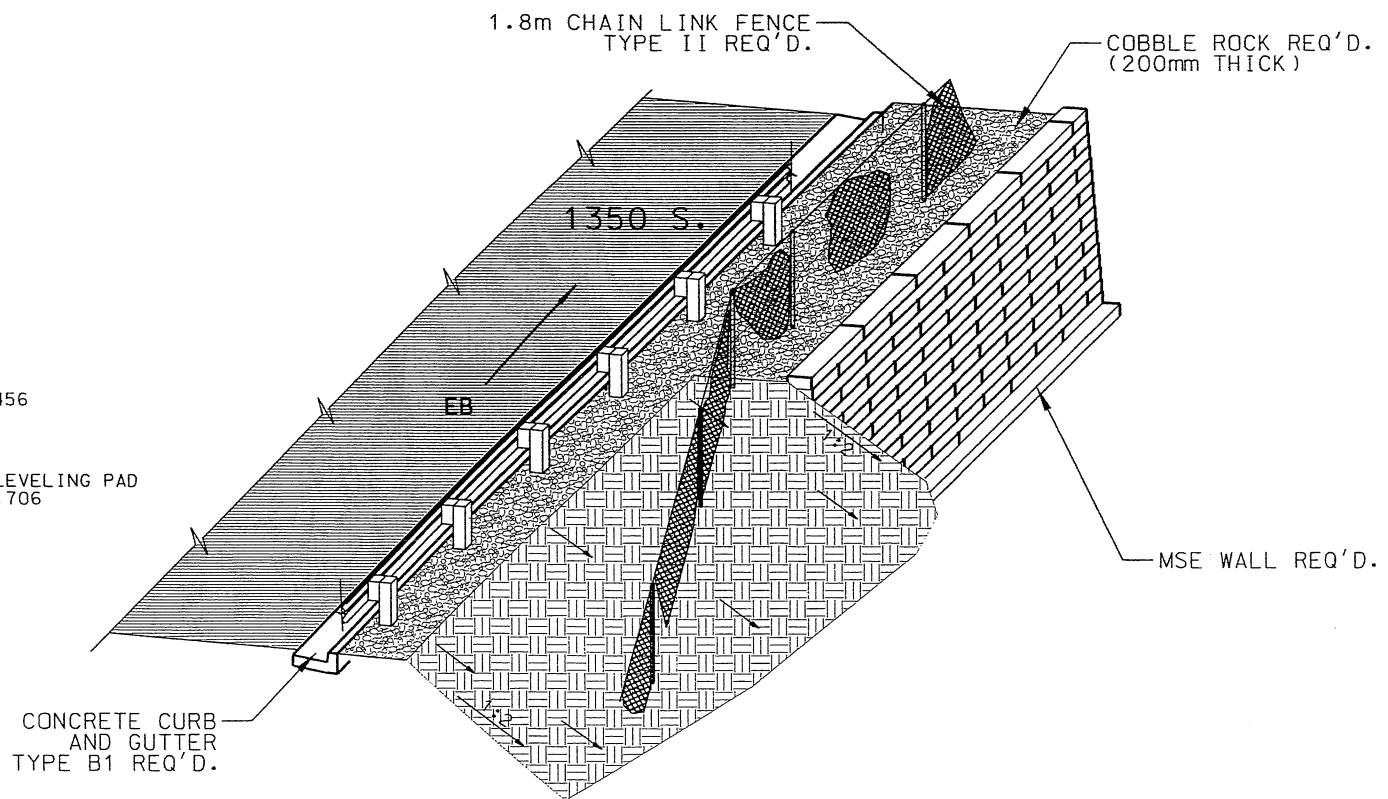 1.8m CHAIN LINK FENCE
TYPE II REQ'D.
COBBLE ROCK REQ'D.
(200mm THICK)
1350 S.
EB
456
LEVELING PAD
706
MSE WALL REQ'D.
CONCRETE CURB
AND GUTTER
TYPE B1 REQ'D.